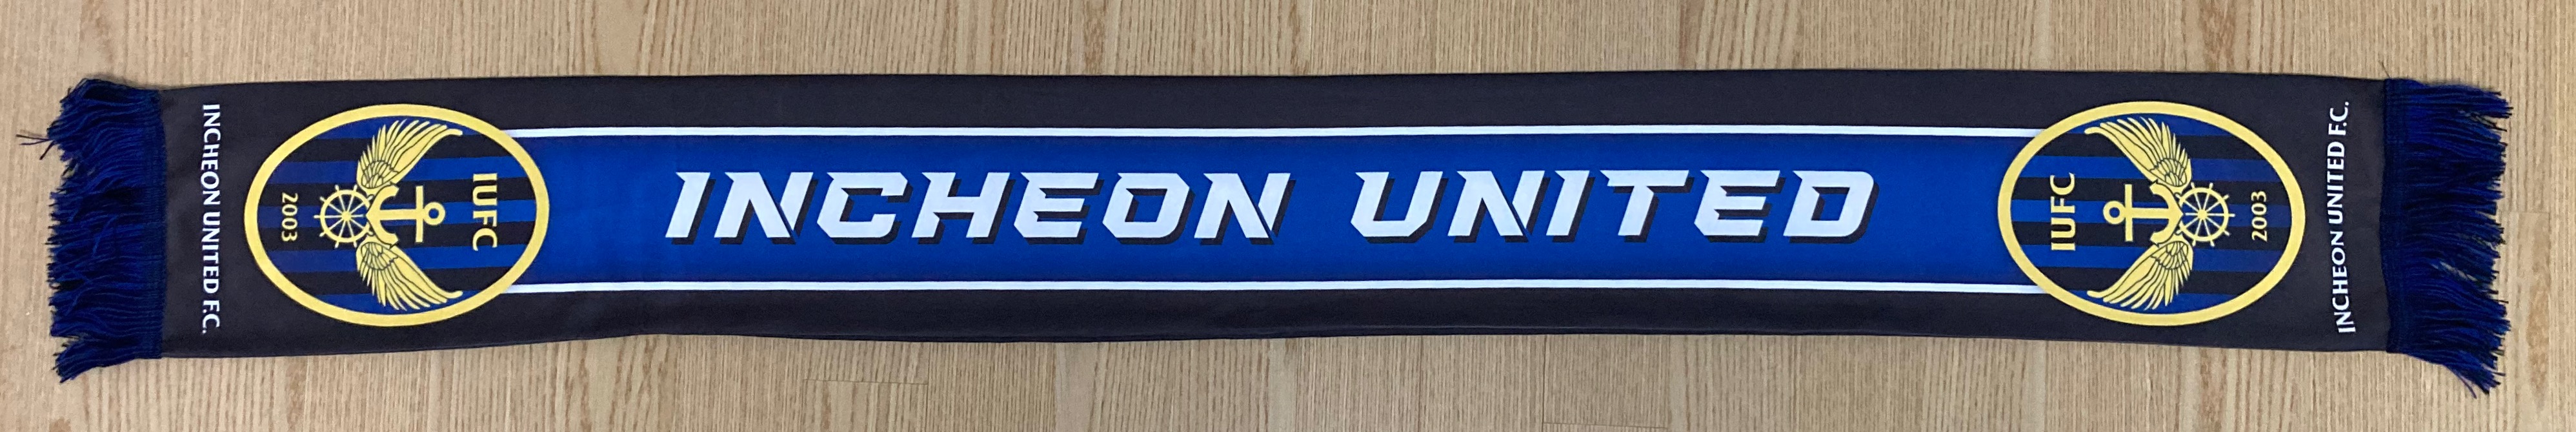 INCHEON UNITED F.C.
IUFC
2003
INCHEON UNITED
IUFC
2003
INCHEON UNITED F.C.